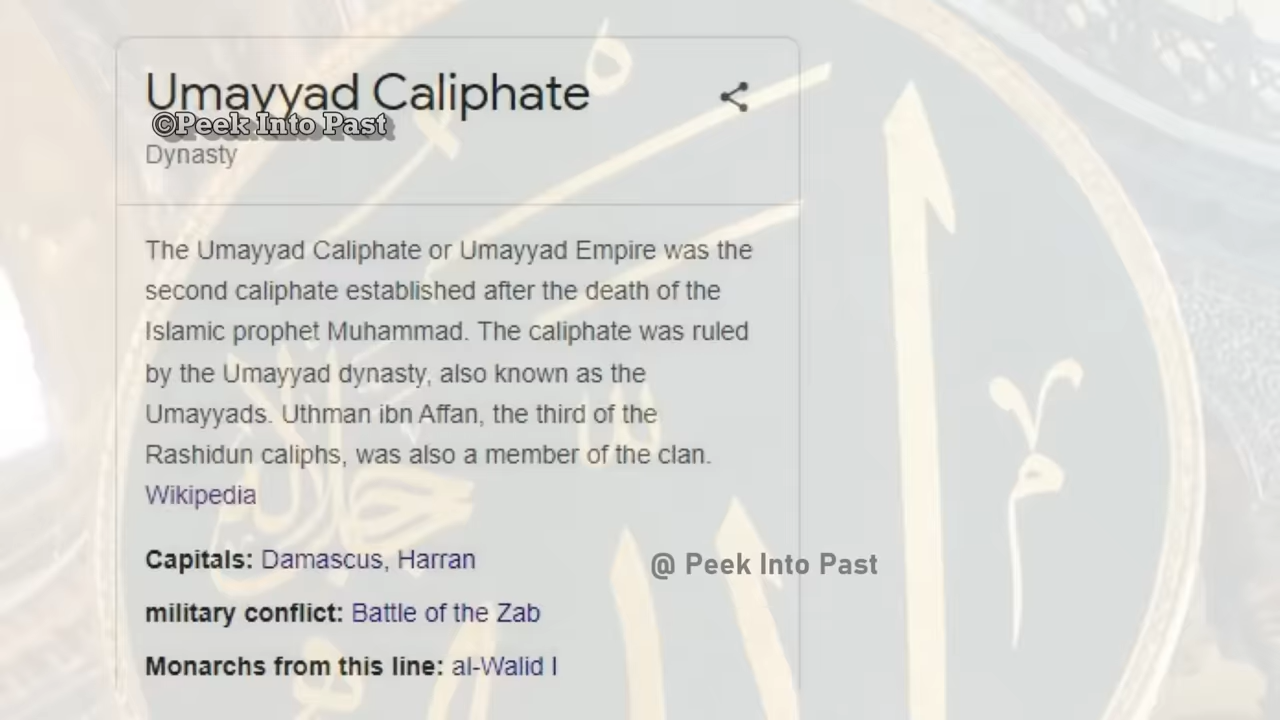 Umayyad Caliphate
©Peek Into Past
Dynasty
The Umayyad Caliphate or Umayyad Empire was the
second caliphate established after the death of the
Islamic prophet Muhammad. The caliphate was ruled
by the Umayyad dynasty, also known as the
Umayyads. Uthman ibn Affan, the third of the
Rashidun caliphs, was also a member of the clan.
Wikipedia
Capitals: Damascus, Harran
@ Peek Into Past
military conflict: Battle of the Zab
Monarchs from this line: al-Walid I